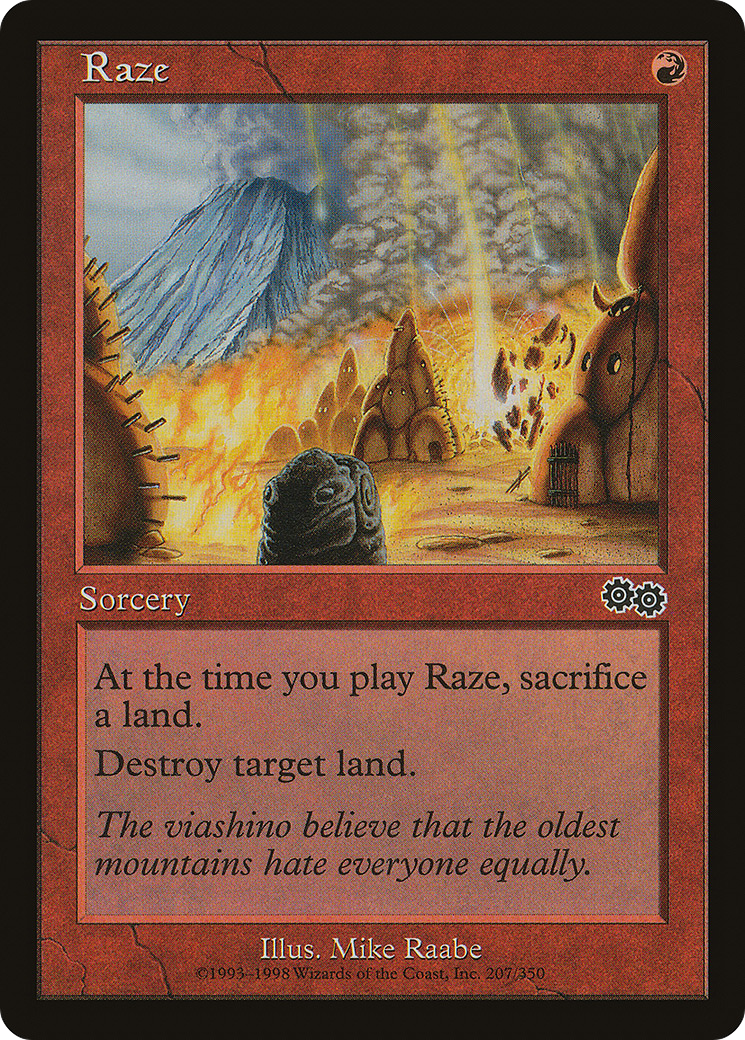 Raze
Sorcery
At the time you play Raze, sacrifice
a land.
Destroy target land.
The viashino believe that the oldest
mountains hate everyone equally.
Illus. Mike Raabe
©1993–1998 Wizards of the Coast, Inc. 207/350